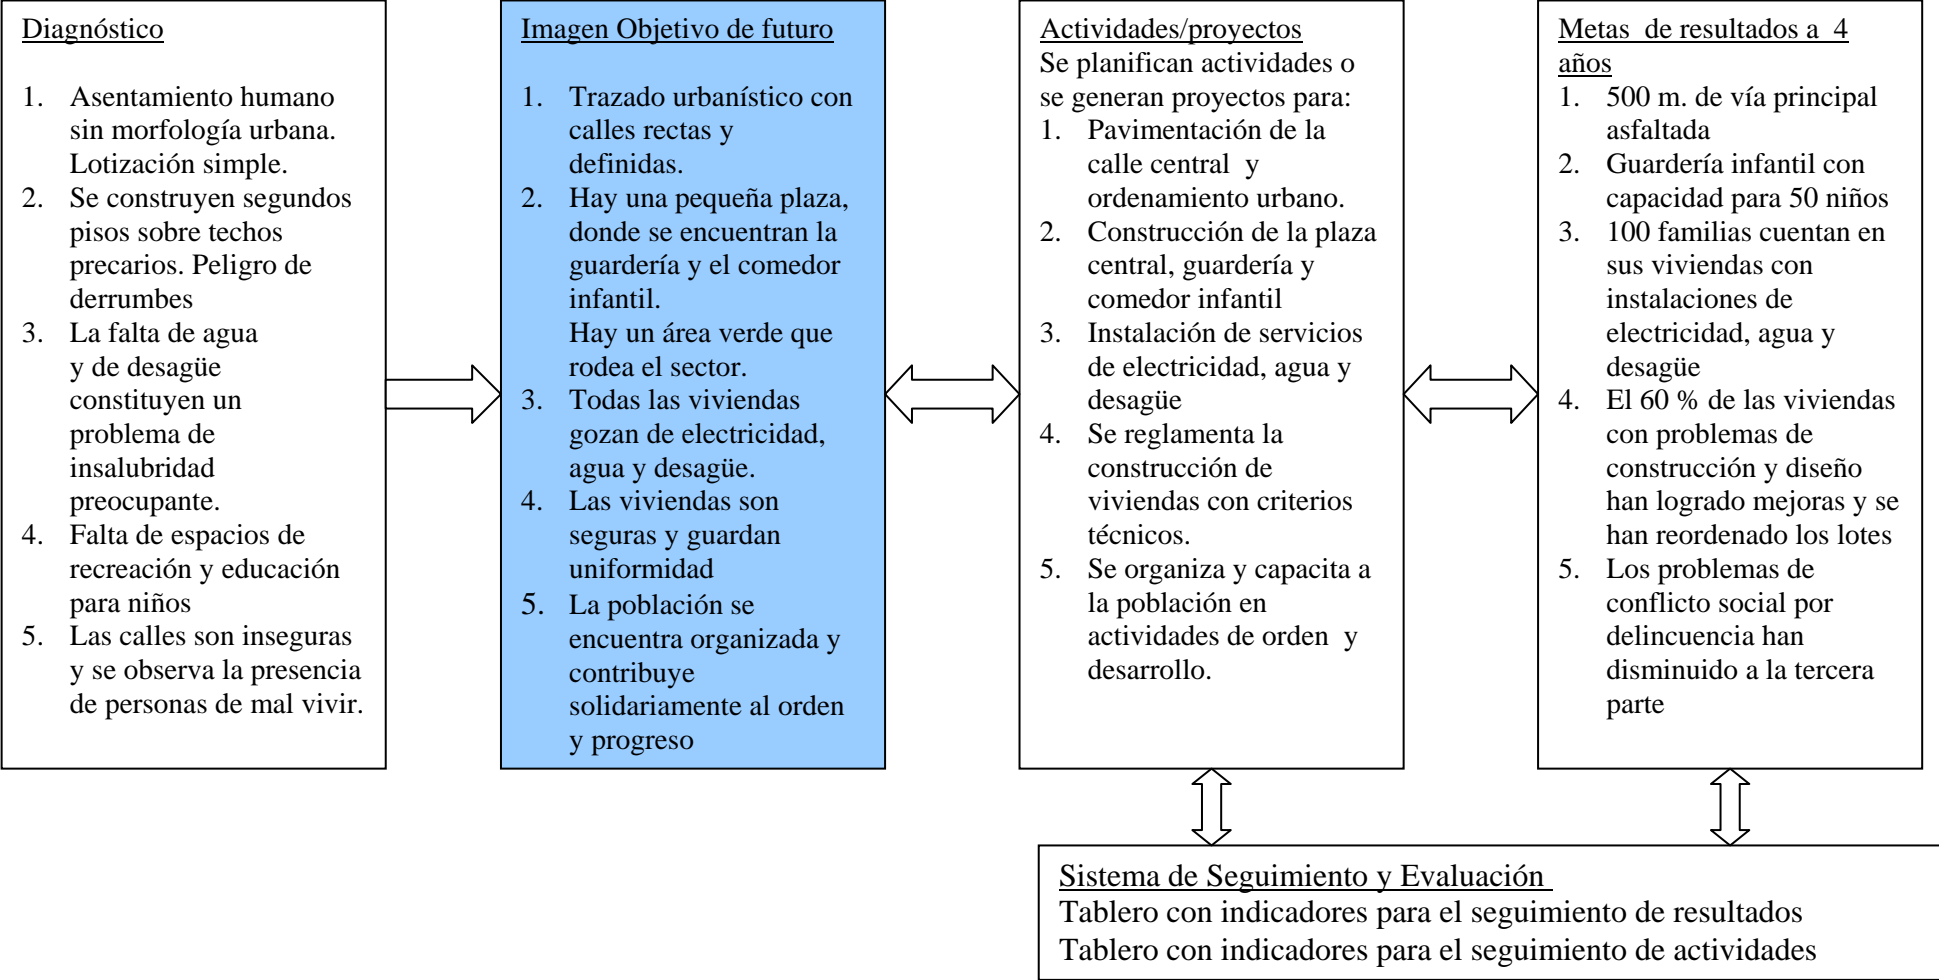 Diagnóstico
1. Asentamiento humano
sin morfología urbana.
Lotización simple.
2. Se construyen segundos
pisos sobre techos
precarios. Peligro de
derrumbes
3. La falta de agua
y de desagüe
constituyen un
problema de
insalubridad
preocupante.
4. Falta de espacios de
recreación y educación
para niños
5. Las calles son inseguras
y se observa la presencia
de personas de mal vivir.
Imagen Objetivo de futuro
1. Trazado urbanístico con
calles rectas y
definidas.
2. Hay una pequeña plaza,
donde se encuentran la
guardería y el comedor
infantil.
Hay un área verde que
rodea el sector.
3. Todas las viviendas
gozan de electricidad,
agua y desagüe.
4. Las viviendas son
seguras y guardan
uniformidad
5. La población se
encuentra organizada y
contribuye
solidariamente al orden
y progreso
Actividades/proyectos
Se planifican actividades o
se generan proyectos para:
1. Pavimentación de la
calle central y
ordenamiento urbano.
2. Construcción de la plaza
central, guardería y
comedor infantil
3. Instalación de servicios
de electricidad, agua y
desagüe
4. Se reglamenta la
construcción de
viviendas con criterios
técnicos.
5. Se organiza y capacita a
la población en
actividades de orden y
desarrollo.
Metas de resultados a 4
años
1. 500 m. de vía principal
asfaltada
2. Guardería infantil con
capacidad para 50 niños
3. 100 familias cuentan en
sus viviendas con
instalaciones de
electricidad, agua y
desagüe
4. El 60 % de las viviendas
con problemas de
construcción y diseño
han logrado mejoras y se
han reordenado los lotes
5. Los problemas de
conflicto social por
delincuencia han
disminuido a la tercera
parte
Sistema de Seguimiento y Evaluación
Tablero con indicadores para el seguimiento de resultados
Tablero con indicadores para el seguimiento de actividades